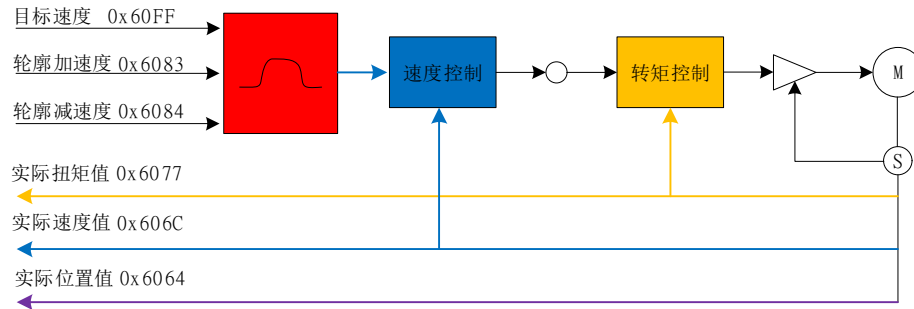 目标速度 0x60FF
轮廓加速度 0x6083
速度控制
转矩控制
M
轮廓减速度 0x6084
S
实际扭矩值 0x6077
实际速度值 0x606C
实际位置值 0x6064